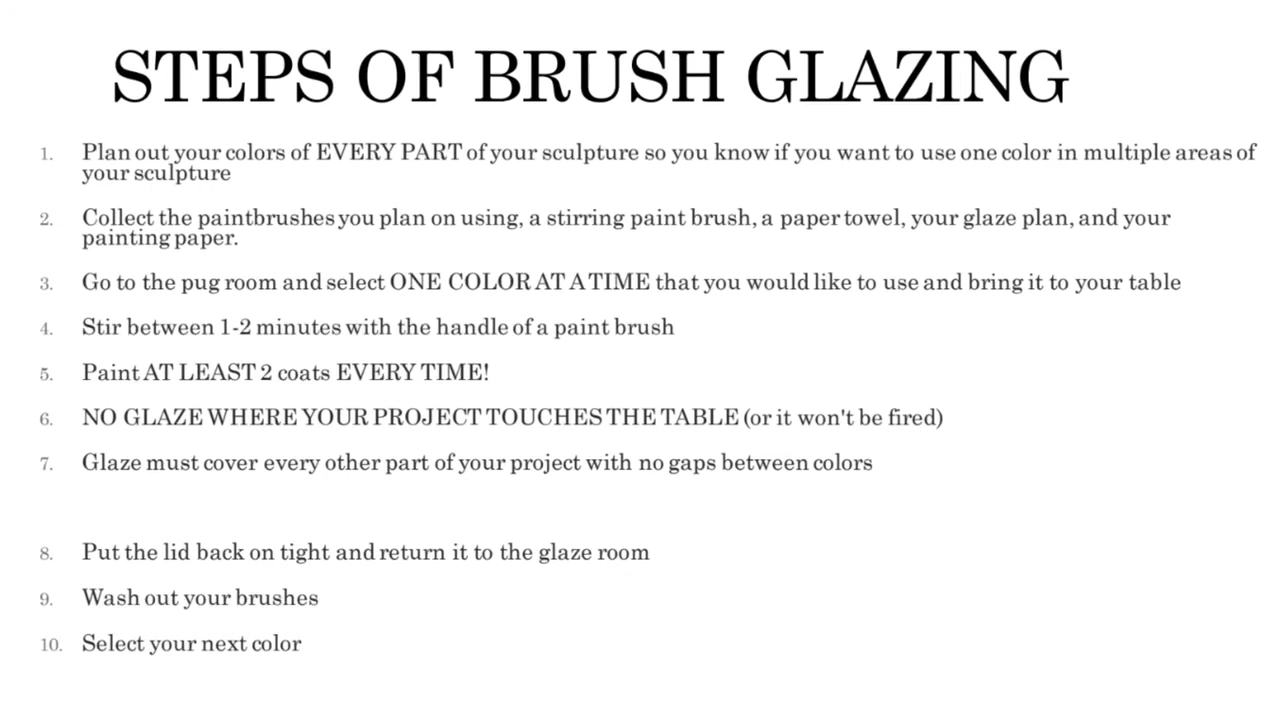 STEPS OF BRUSH GLAZING
1. Plan out your colors of EVERY PART of your sculpture so you know if you want to use one color in multiple areas of
your sculpture
2. Collect the paintbrushes you plan on using, a stirring paint brush, a paper towel, your glaze plan, and your
painting paper.
3. Go to the pug room and select ONE COLOR AT A TIME that you would like to use and bring it to your table
4. Stir between 1-2 minutes with the handle of a paint brush
5. Paint AT LEAST 2 coats EVERY TIME!
6. NO GLAZE WHERE YOUR PROJECT TOUCHES THE TABLE (or it won't be fired)
7. Glaze must cover every other part of your project with no gaps between colors
8. Put the lid back on tight and return it to the glaze room
9. Wash out your brushes
10. Select your next color